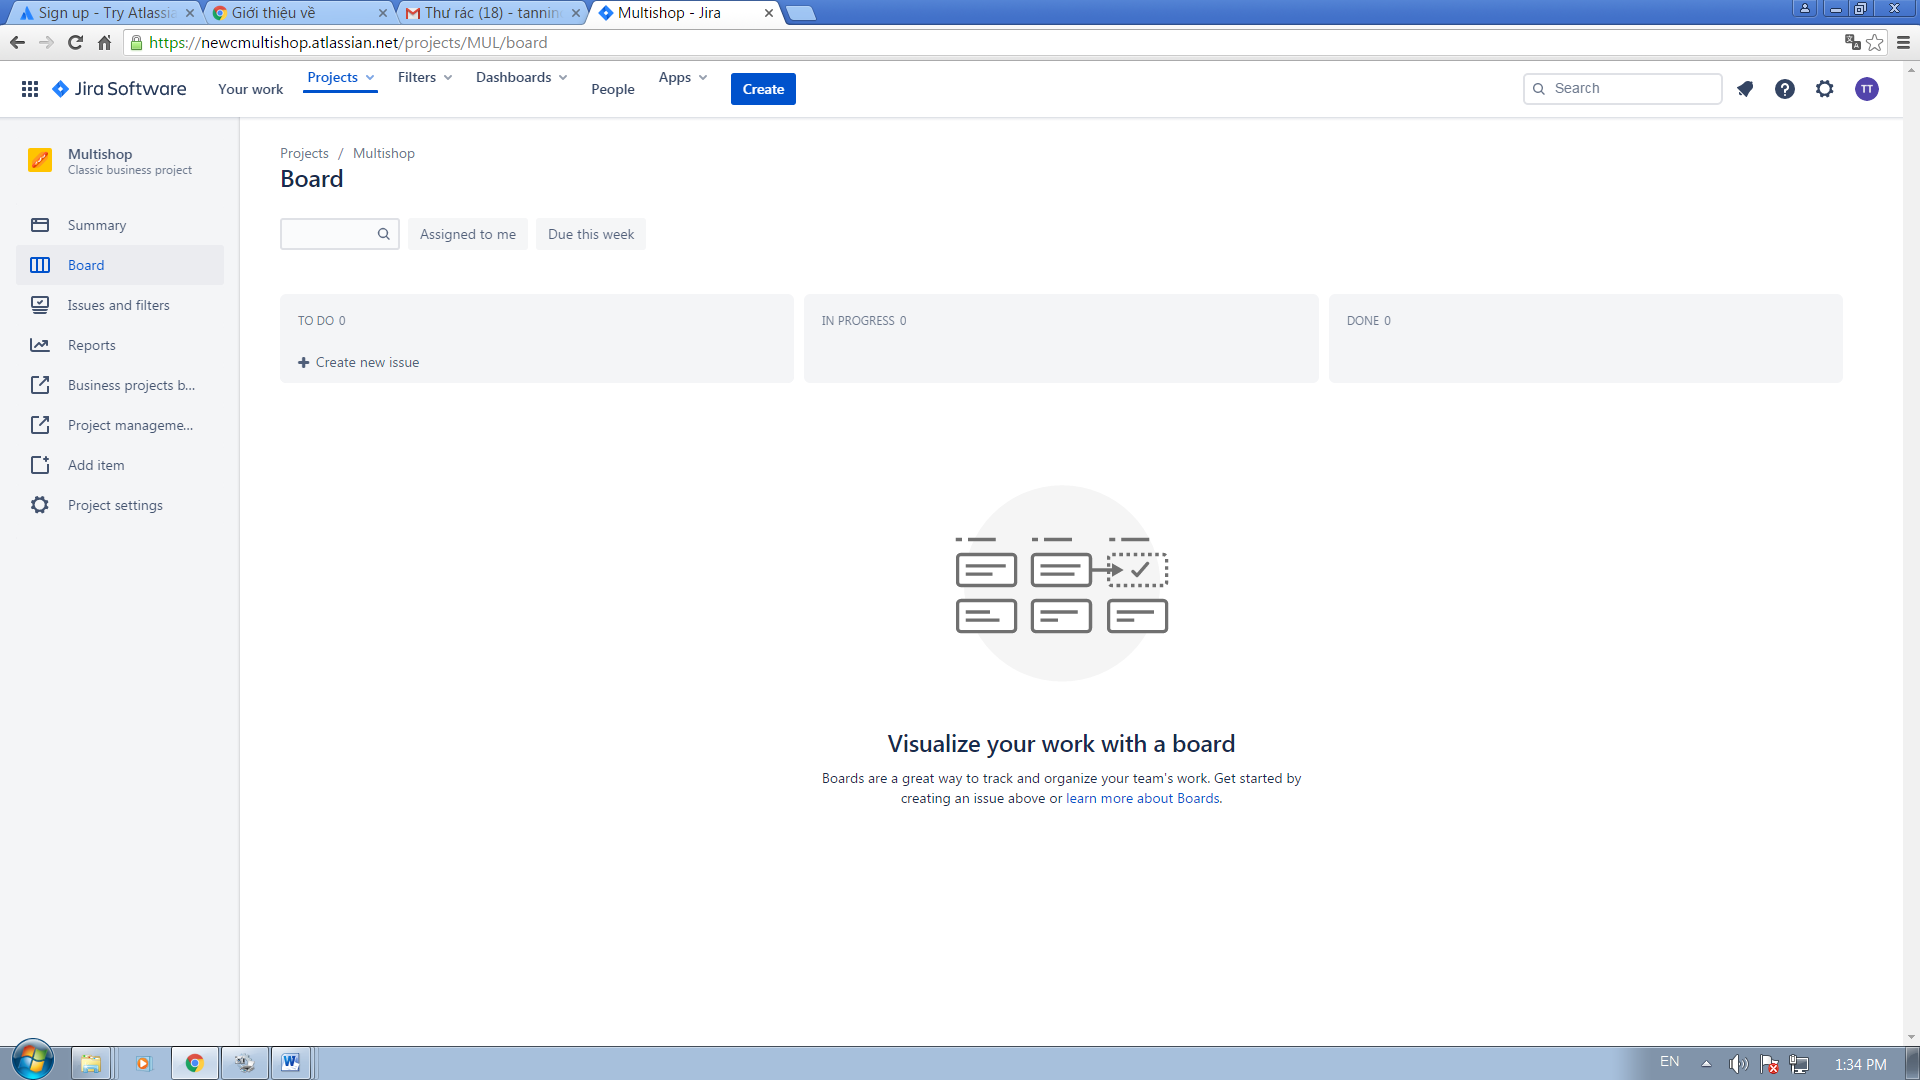 Sign up - Try Atlassia
Giới thiệu về
Thư rác (18) - tannin
Multishop - Jira
https://newcmultishop.atlassian.net/projects/MUL/board
Jira Software
Your work
Projects
Filters
Dashboards
People
Apps
Create
Search
TT
Multishop
Classic business project
Summary
Board
Issues and filters
Reports
Business projects b...
Project manageme...
Add item
Project settings
Projects / Multishop
Board
Assigned to me
Due this week
TO DO 0
Create new issue
IN PROGRESS 0
DONE 0
Visualize your work with a board
Boards are a great way to track and organize your team's work. Get started by
creating an issue above or learn more about Boards.
EN
1:34 PM